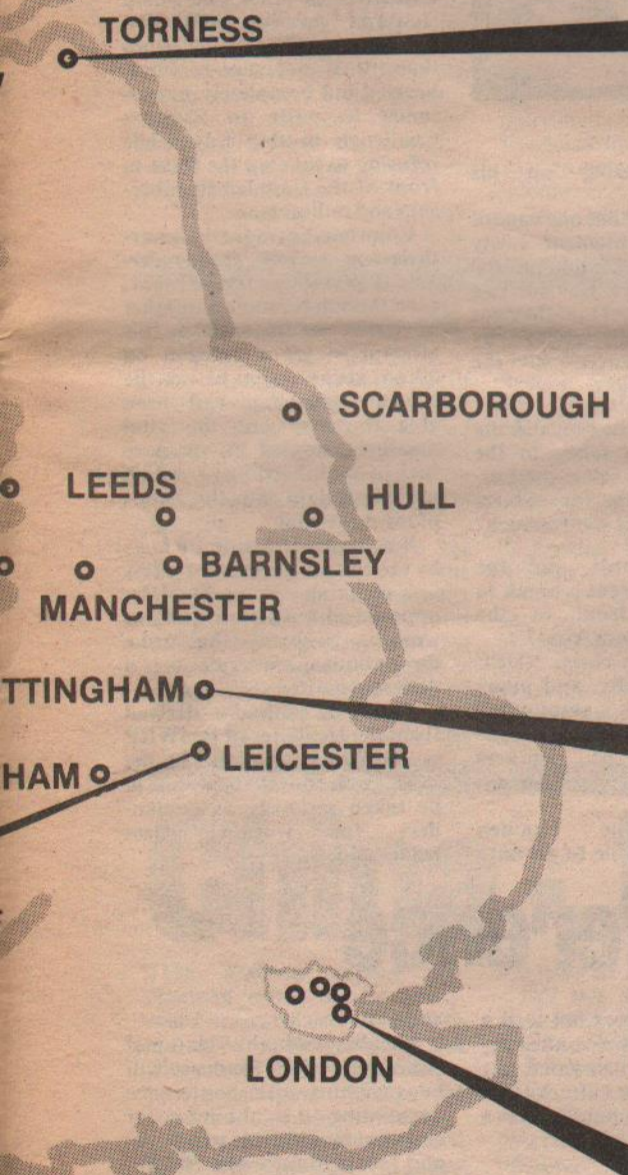 TORNESS
SCARBOROUGH
LEEDS
HULL
BARNSLEY
MANCHESTER
TTINGHAM
LEICESTER
HAM
LONDON